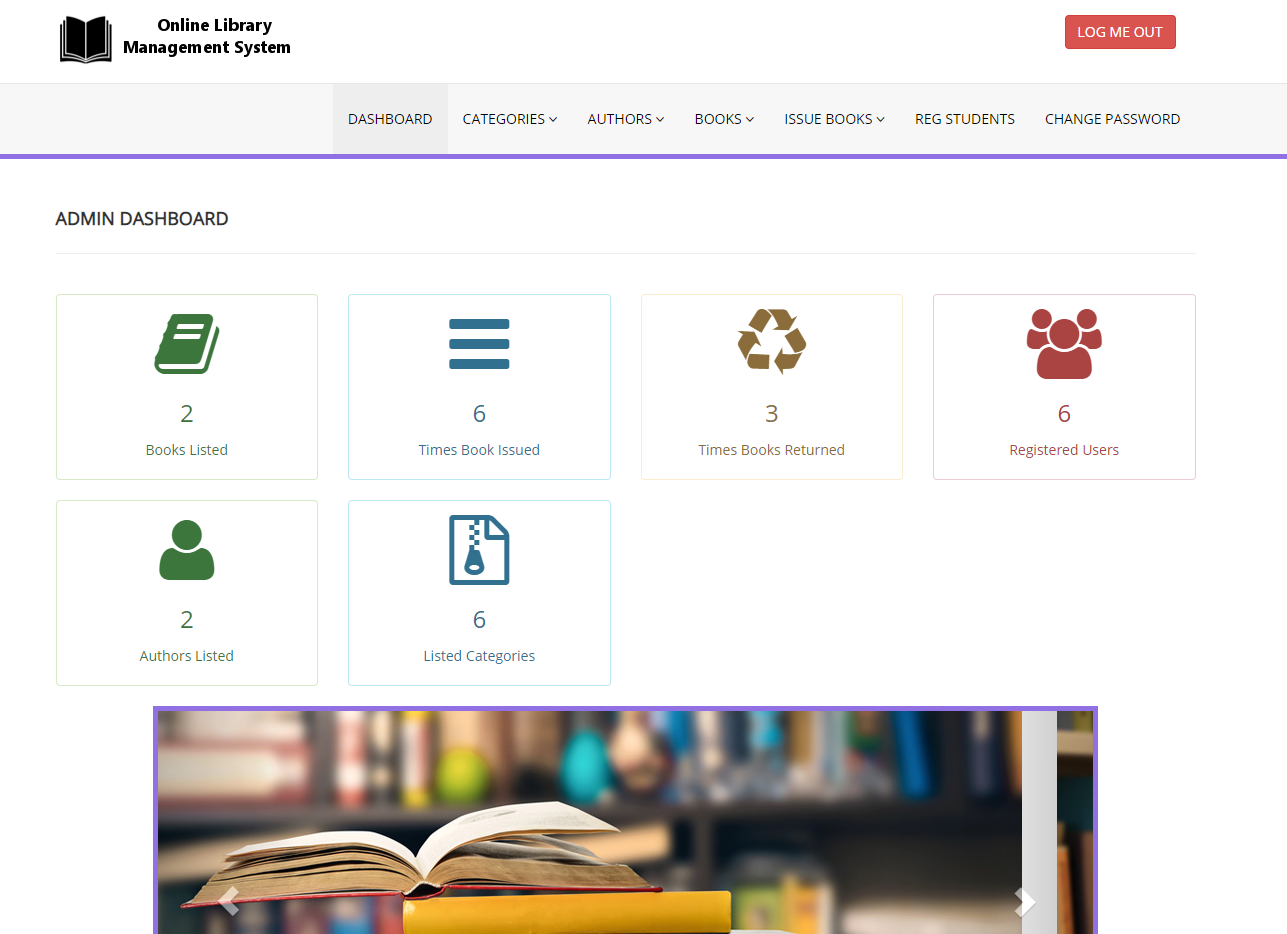 Online Library
Management System
LOG ME OUT
DASHBOARD CATEGORIES AUTHORS BOOKS ISSUE BOOKS REG STUDENTS CHANGE PASSWORD
ADMIN DASHBOARD
2
Books Listed
6
Times Book Issued
3
Times Books Returned
6
Registered Users
2
Authors Listed
6
Listed Categories